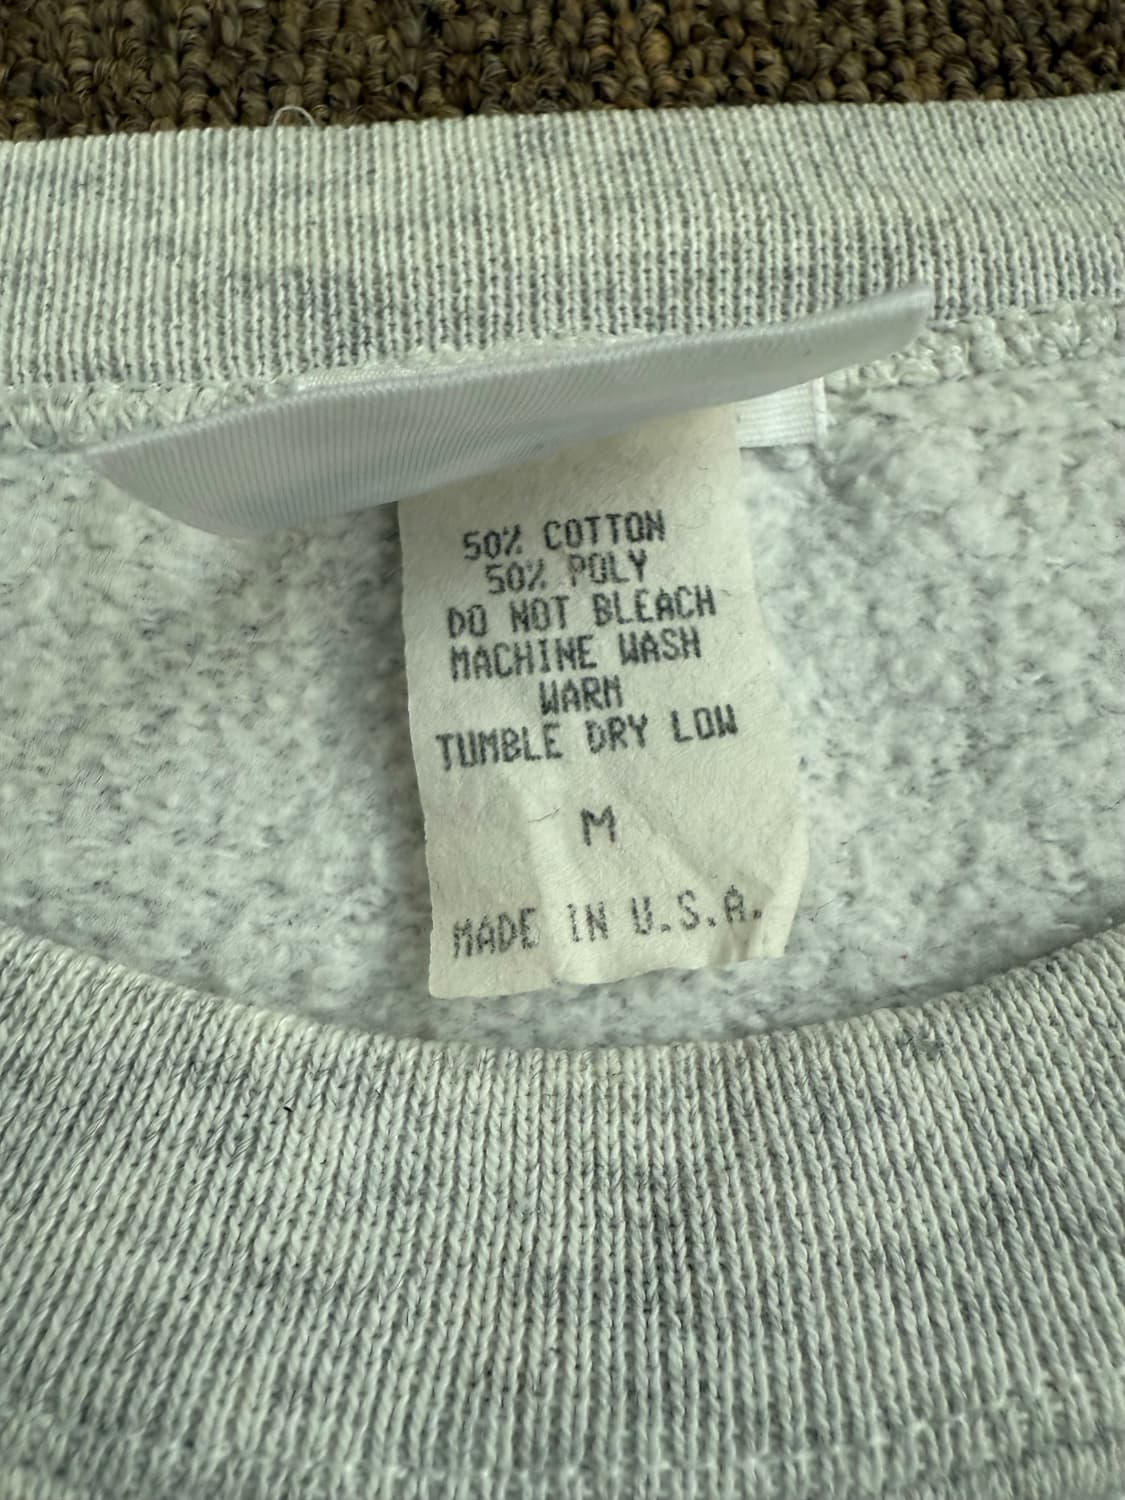 50% COTTON
50% POLY
DO NOT BLEACH
MACHINE WASH
WARM
TUMBLE DRY LOW
M
MADE IN U.S.A.